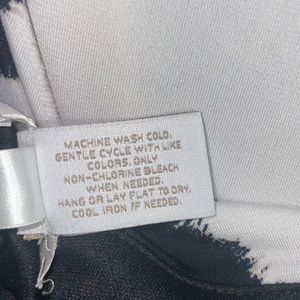 MACHINE WASH COLD,
GENTLE CYCLE WITH LIKE
COLORS, ONLY
NON-CHLORINE BLEACH
WHEN NEEDED.
HANG OR LAY FLAT TO DRY.
COOL IRON IF NEEDED.